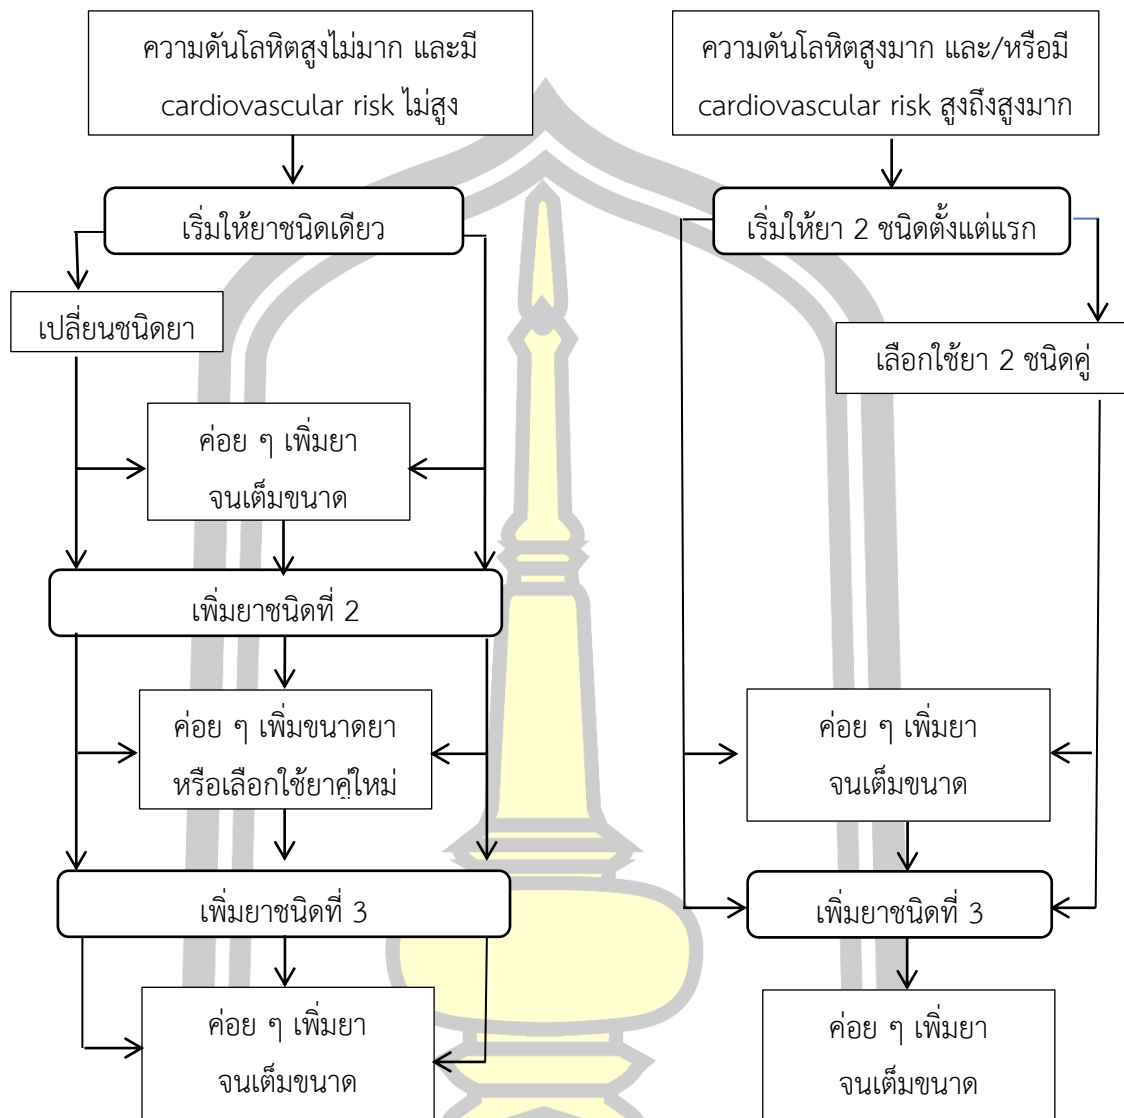 ความดันโลหิตสูงไม่มาก และมี
cardiovascular risk ไม่สูง
ความดันโลหิตสูงมาก และ/หรือมี
cardiovascular risk สูงถึงสูงมาก
เริ่มให้ยาชนิดเดียว
เริ่มให้ยา 2 ชนิดตั้งแต่แรก
เปลี่ยนชนิดยา
เลือกใช้ยา 2 ชนิดคู่
ค่อย ๆ เพิ่มยา
จนเต็มขนาด
เพิ่มยาชนิดที่ 2
ค่อย ๆ เพิ่มขนาดยา
หรือเลือกใช้ยาคู่ใหม่
ค่อย ๆ เพิ่มยา
จนเต็มขนาด
เพิ่มยาชนิดที่ 3
เพิ่มยาชนิดที่ 3
ค่อย ๆ เพิ่มยา
จนเต็มขนาด
ค่อย ๆ เพิ่มยา
จนเต็มขนาด